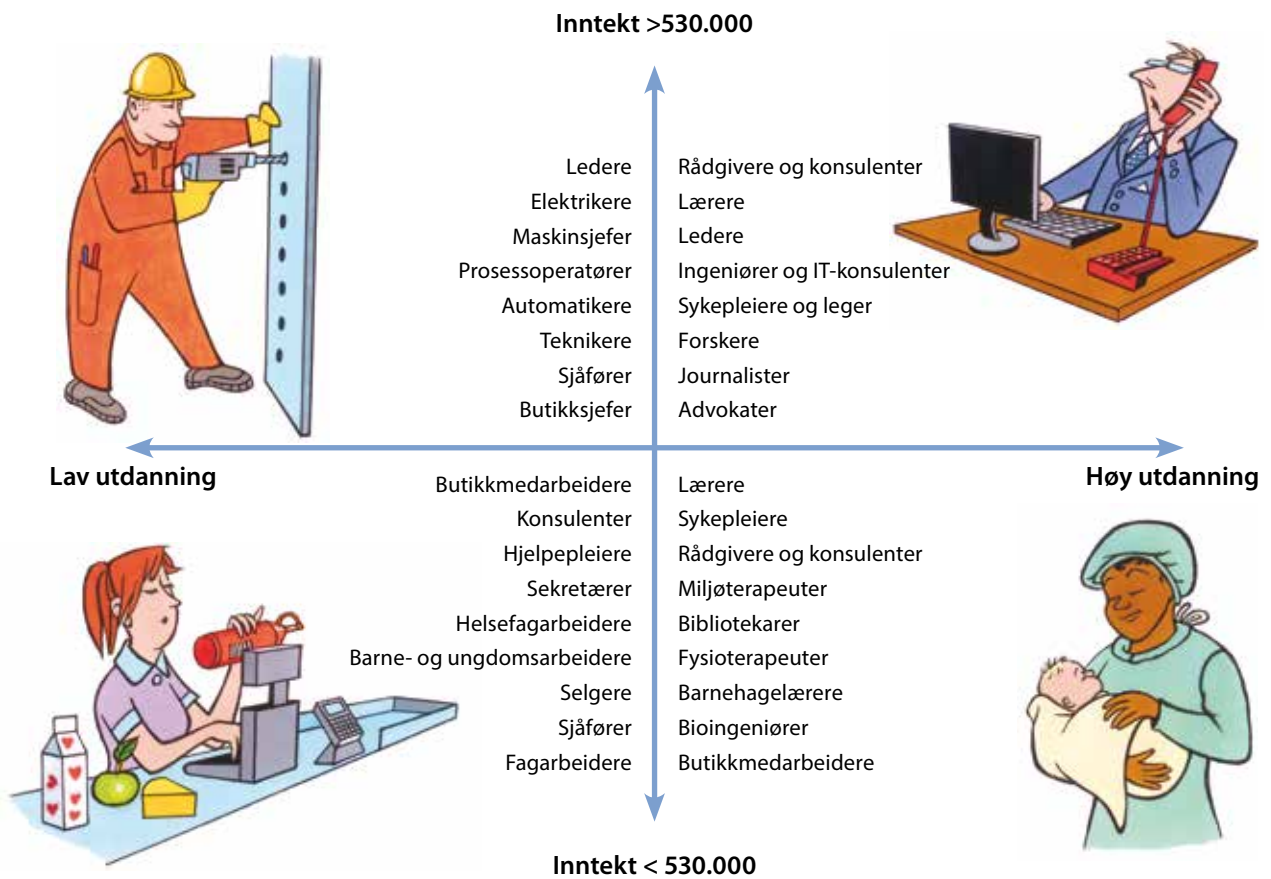 Inntekt >530.000
Ledere
Elektrikere
Maskinsjefer
Prosessoperatører
Automatikere
Teknikere
Sjåfører
Butikksjefer
Rådgivere og konsulenter
Lærere
Ledere
Ingeniører og IT-konsulenter
Sykepleiere og leger
Forskere
Journalister
Advokater
Lav utdanning
Høy utdanning
Butikkmedarbeidere
Konsulenter
Hjelpepleiere
Sekretærer
Helsefagarbeidere
Barne- og ungdomsarbeidere
Selgere
Sjåfører
Fagarbeidere
Lærere
Sykepleiere
Rådgivere og konsulenter
Miljøterapeuter
Bibliotekarer
Fysioterapeuter
Barnehagelærere
Bioingeniører
Butikkmedarbeidere
Inntekt < 530.000